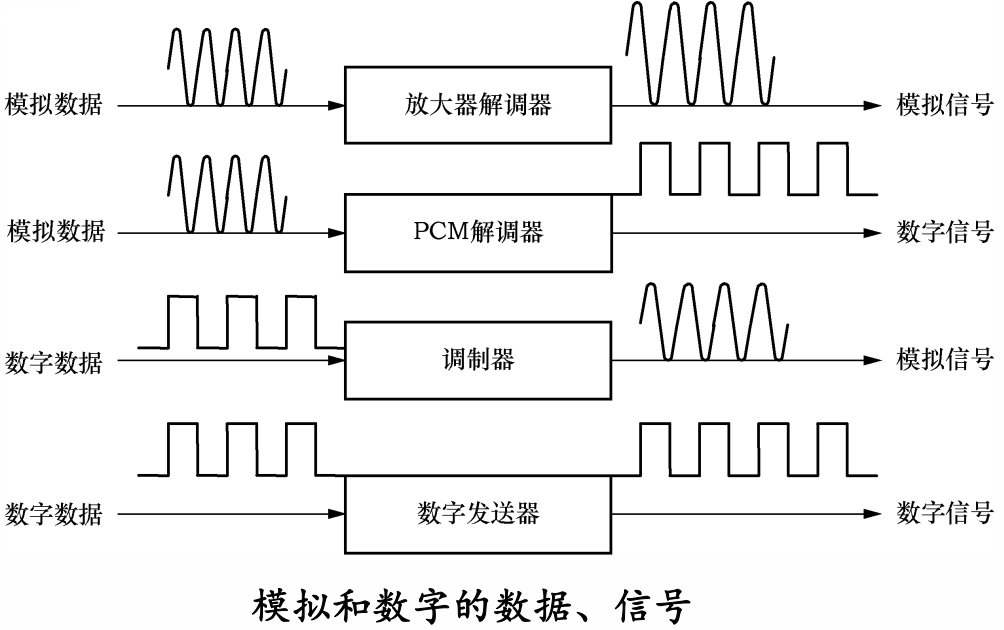 模拟数据 放大器解调器 模拟信号
模拟数据 PCM解调器 数字信号
数字数据 调制器 模拟信号
数字数据 数字发送器 数字信号
模拟和数字的数据、信号